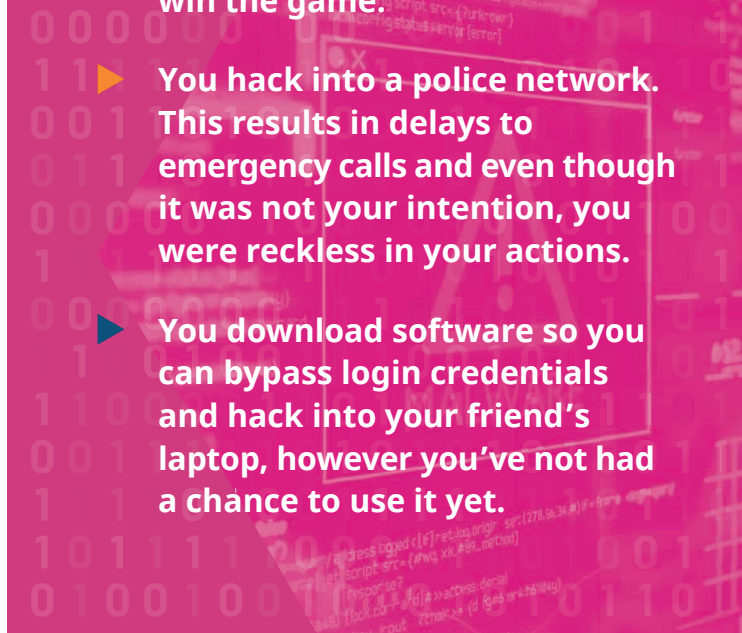 win the game.
You hack into a police network.
This results in delays to
emergency calls and even though
it was not your intention, you
were reckless in your actions.
You download software so you
can bypass login credentials
and hack into your friend’s
laptop, however you’ve not had
a chance to use it yet.